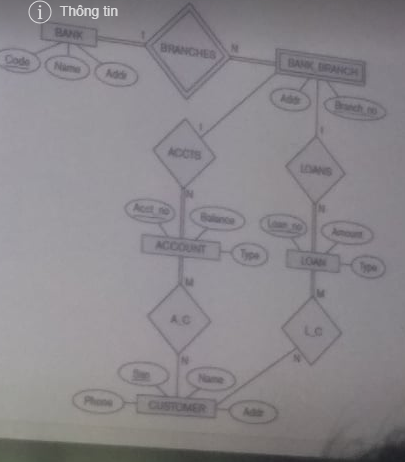 Thông tin
BANK
1
BRANCHES
N
BANK_BRANCH
Code
Name
Addr
Addr
Branch_no
1
1
ACCTS
LOANS
N
N
Acct_no
Balance
Loan_no
Amount
ACCOUNT
Type
LOAN
Type
M
M
A_C
L_C
N
N
Ssn
Name
Phone
CUSTOMER
Addr